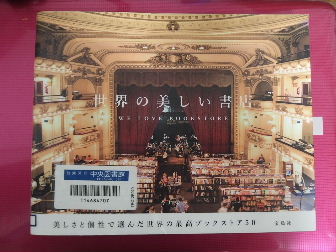 世界の美しい書店
WE LOVE BOOKSTORE
中央図書館
美しさと個性で選んだ世界の最高ブックストア50
宝島社